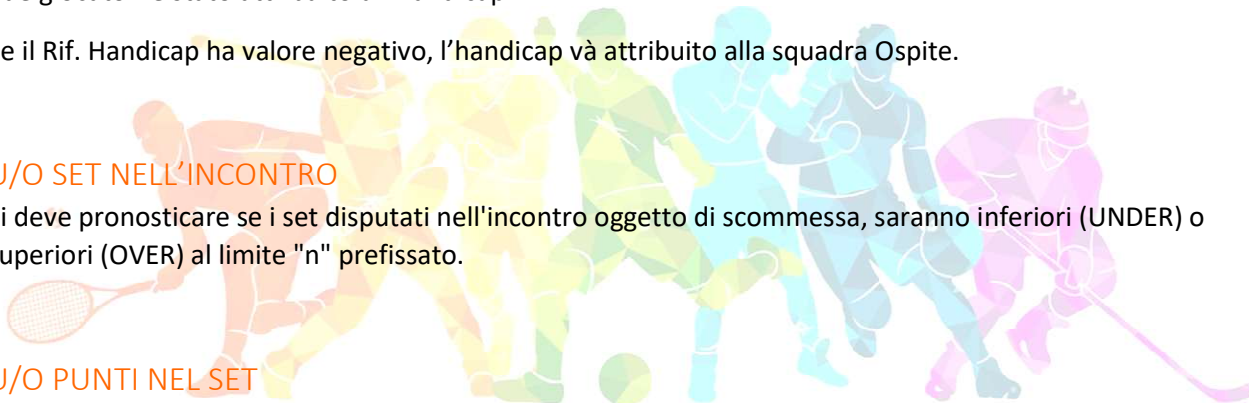 e il Rif. Handicap ha valore negativo, l'handicap và attribuito alla squadra Ospite.
U/O SET NELL'INCONTRO
i deve pronosticare se i set disputati nell'incontro oggetto di scommessa, saranno inferiori (UNDER) o
uperiori (OVER) al limite "n" prefissato.
U/O PUNTI NEL SET